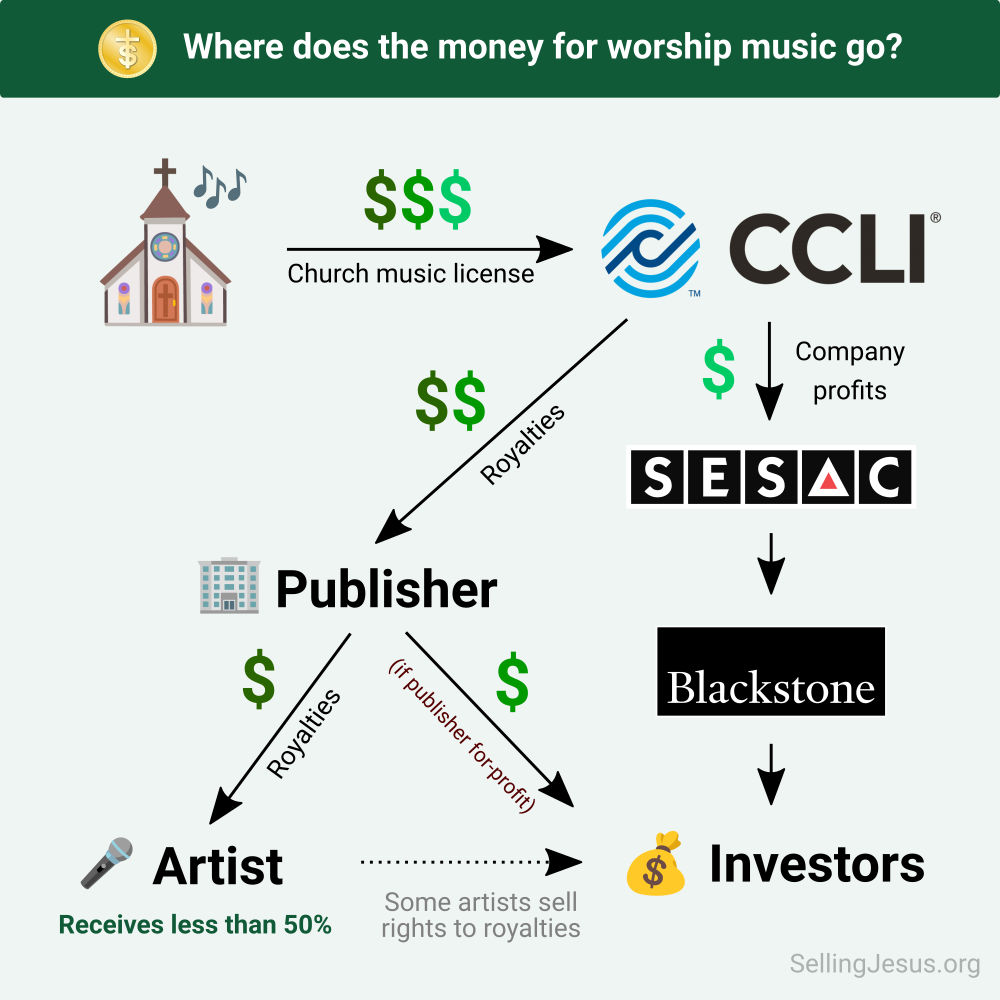 Where does the money for worship music go?
$$$
Church music license
CCLI®
™
$$
Royalties
$
Company
profits
SESAC
Publisher
Blackstone
$
Royalties
(if publisher for-profit)
$
Artist
Receives less than 50%
Some artists sell
rights to royalties
$
Investors
SellingJesus.org